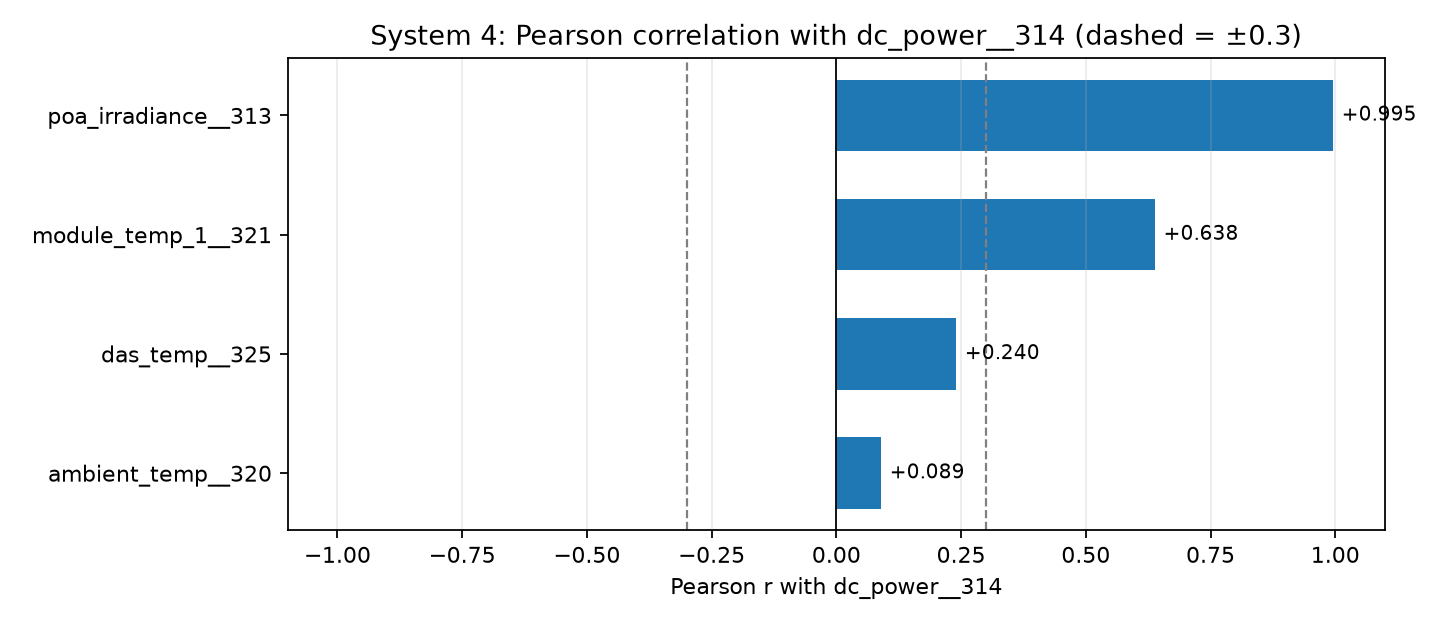 System 4: Pearson correlation with dc_power__314 (dashed = ±0.3)
poa_irradiance__313
+0.995
module_temp_1__321
+0.638
das_temp__325
+0.240
ambient_temp__320
+0.089
−1.00 −0.75 −0.50 −0.25 0.00 0.25 0.50 0.75 1.00
Pearson r with dc_power__314